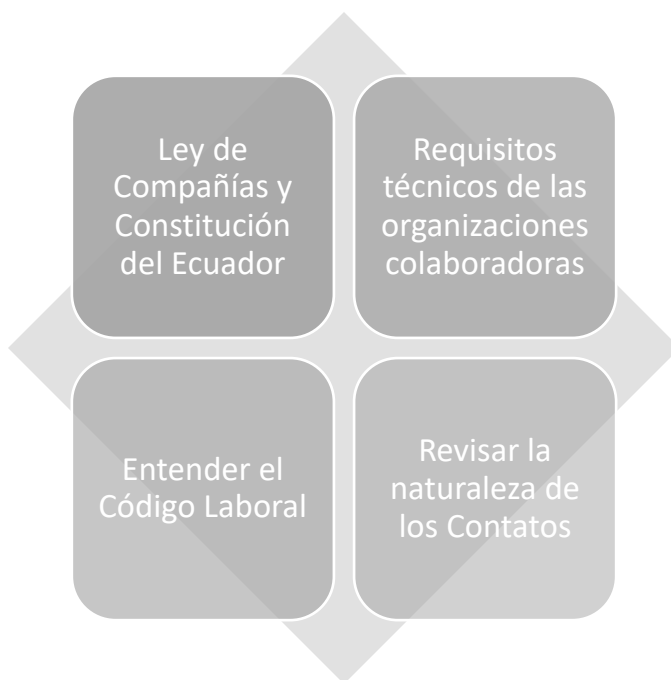 Ley de
Compañías y
Constitución
del Ecuador
Requisitos
técnicos de las
organizaciones
colaboradoras
Entender el
Código Laboral
Revisar la
naturaleza de
los Contatos